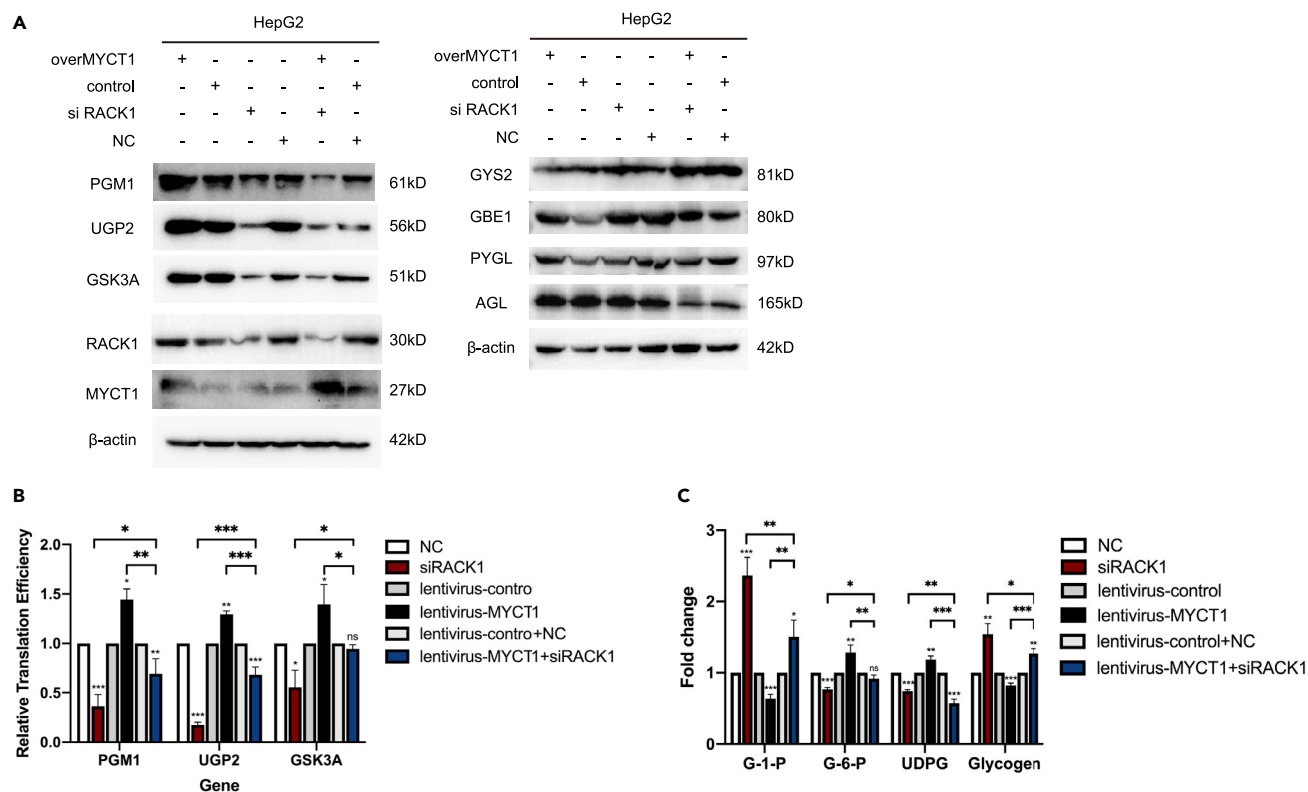 A
HepG2
overMYCT1 + - - - + -
control - + - - - +
si RACK1 - - + - + -
NC - - - + - +
PGM1 61kD
UGP2 56kD
GSK3A 51kD
RACK1 30kD
MYCT1 27kD
β-actin 42kD
HepG2
overMYCT1 + - - - + -
control - + - - - +
si RACK1 - - + - + -
NC - - - + - +
GYS2 81kD
GBE1 80kD
PYGL 97kD
AGL 165kD
β-actin 42kD
B
Relative Translation Efficiency
2.0
1.5
1.0
0.5
0.0
* *** *
** *** *
*** * ** *** ** *** * * ns
PGM1 UGP2 GSK3A
Gene
NC
siRACK1
lentivirus-contro
lentivirus-MYCT1
lentivirus-contro+NC
lentivirus-MYCT1+siRACK1
C
Fold change
3
2
1
0
** * ** *
** ** *** ***
*** *** * *** ** ns *** ** *** ** *** **
G-1-P G-6-P UDPG Glycogen
NC
siRACK1
lentivirus-control
lentivirus-MYCT1
lentivirus-control+NC
lentivirus-MYCT1+siRACK1